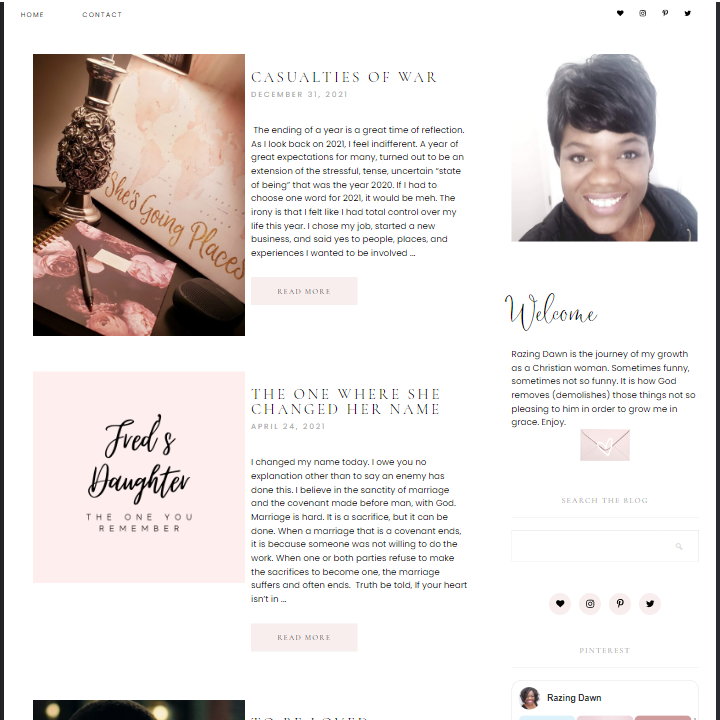 HOME
CONTACT
She's Going Places
CASUALTIES OF WAR
DECEMBER 31, 2021
The ending of a year is a great time of reflection.
As I look back on 2021, I feel indifferent. A year of
great expectations for many, turned out to be an
extension of the stressful, tense, uncertain “state
of being” that was the year 2020. If I had to
choose one word for 2021, it would be meh. The
irony is that I felt like I had total control over my
life this year. I chose my job, started a new
business, and said yes to people, places, and
experiences I wanted to be involved ...
READ MORE
Fred's
Daughter
THE ONE YOU
REMEMBER
THE ONE WHERE SHE
CHANGED HER NAME
APRIL 24, 2021
I changed my name today. I owe you no
explanation other than to say an enemy has
done this. I believe in the sanctity of marriage
and the covenant made before man, with God.
Marriage is hard. It is a sacrifice, but it can be
done. When a marriage that is a covenant ends,
it is because someone was not willing to do the
work. When one or both parties refuse to make
the sacrifices to become one, the marriage
suffers and often ends.  Truth be told, If your heart
isn’t in ...
READ MORE
Welcome
Razing Dawn is the journey of my growth
as a Christian woman. Sometimes funny,
sometimes not so funny. It is how God
removes (demolishes) those things not so
pleasing to him in order to grow me in
grace. Enjoy.
SEARCH THE BLOG
PINTEREST
Razing Dawn